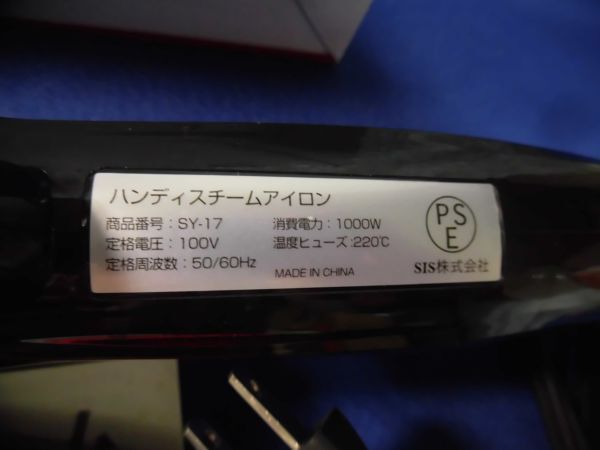 ハンディスチームアイロン
商品番号：SY-17 消費電力：1000W
定格電圧：100V 温度ヒューズ：220℃
定格周波数：50/60Hz MADE IN CHINA
PS
E
SIS株式会社